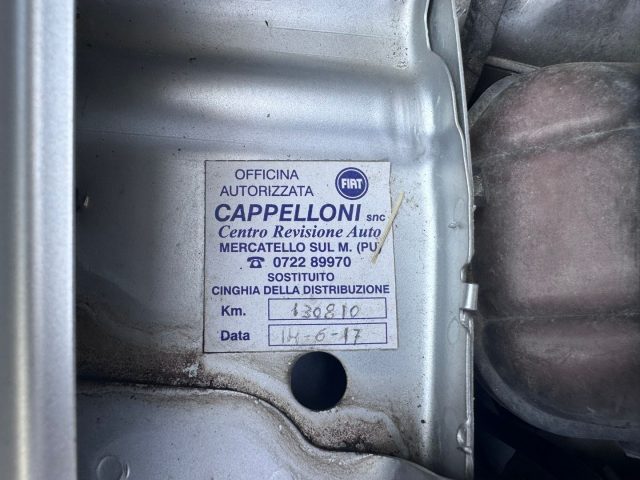 OFFICINA
AUTORIZZATA
FIAT
CAPPELLONI snc
Centro Revisione Auto
MERCATELLO SUL M. (PU)
☎ 0722 89970
SOSTITUITO
CINGHIA DELLA DISTRIBUZIONE
Km. 130810
Data 14-6-17